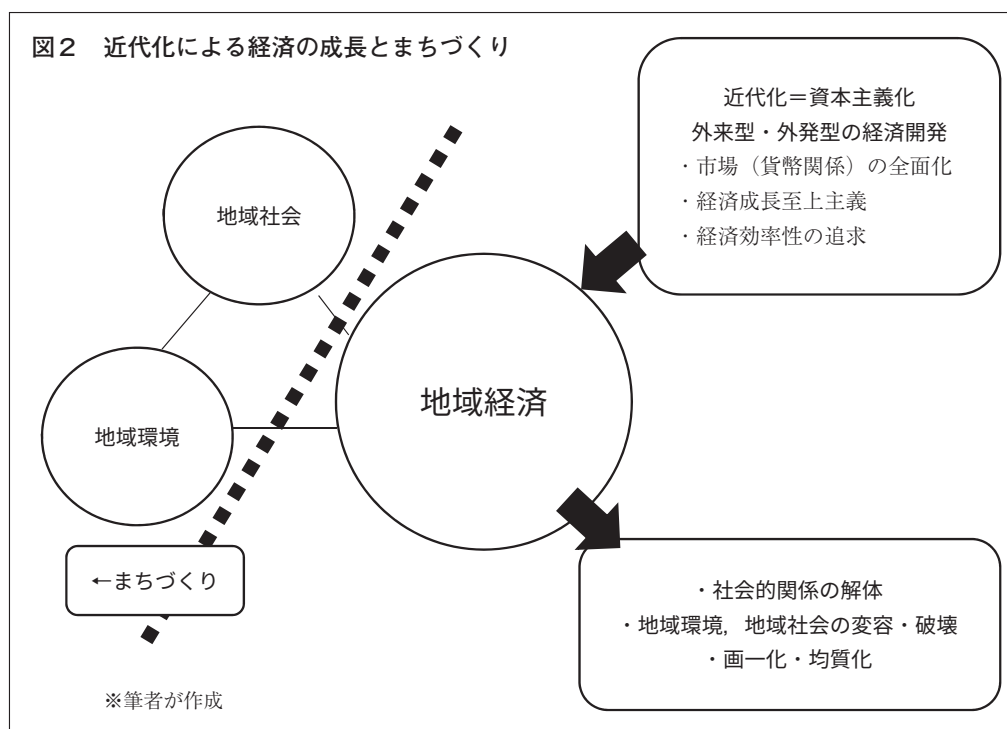 図2 近代化による経済の成長とまちづくり
近代化＝資本主義化
外来型・外発型の経済開発
・市場（貨幣関係）の全面化
・経済成長至上主義
・経済効率性の追求
地域社会
地域経済
地域環境
←まちづくり
・社会的関係の解体
・地域環境，地域社会の変容・破壊
・画一化・均質化
※筆者が作成